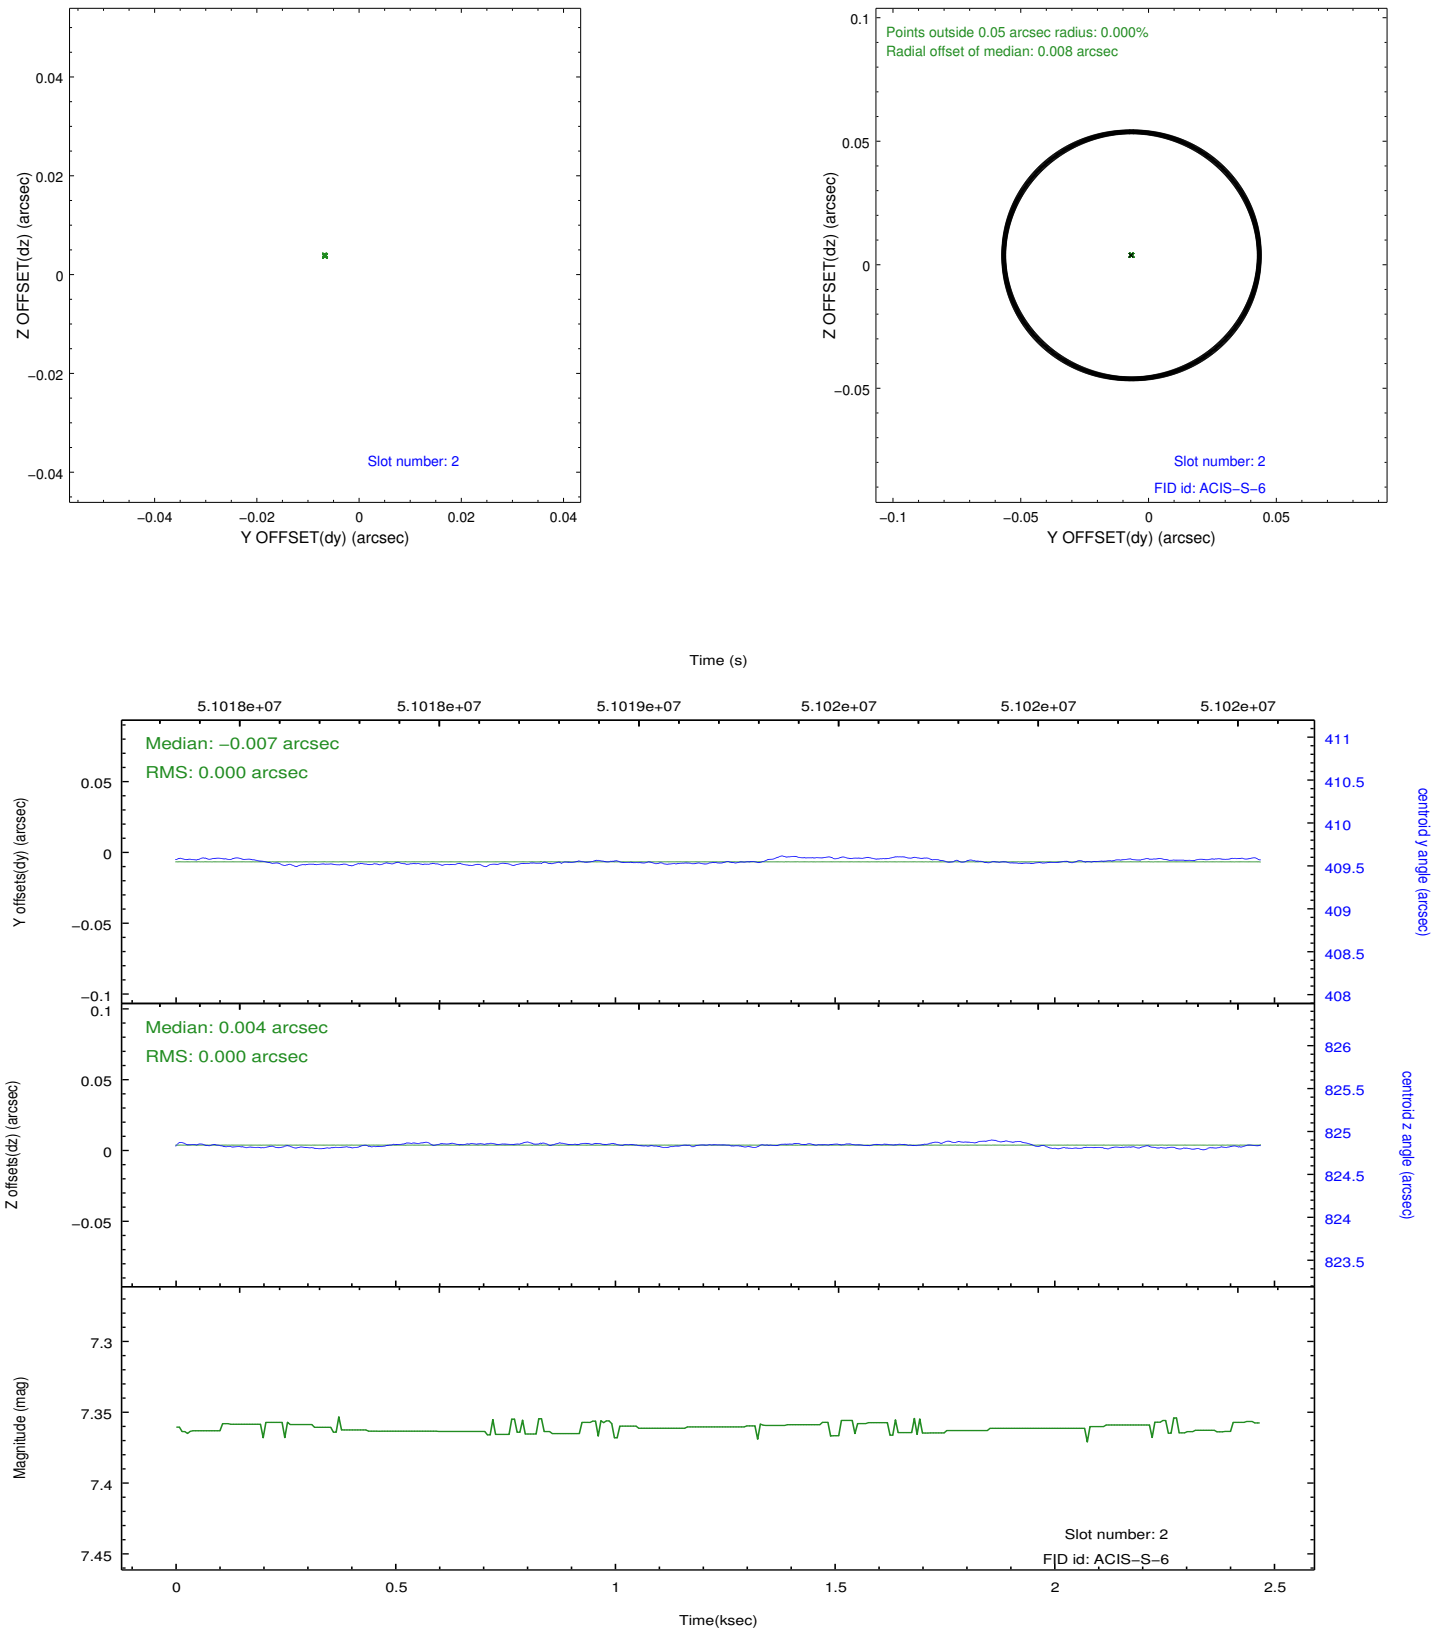 0.04
0.02
0
−0.02
−0.04
Z OFFSET(dz) (arcsec)
Slot number: 2
−0.04
−0.02
0
0.02
0.04
Y OFFSET(dy) (arcsec)
0.1
0.05
0
−0.05
Z OFFSET(dz) (arcsec)
Points outside 0.05 arcsec radius: 0.000%
Radial offset of median: 0.008 arcsec
Slot number: 2
FID id: ACIS−S−6
−0.1
−0.05
0
0.05
Y OFFSET(dy) (arcsec)
Time (s)
5.1018e+07
5.1018e+07
5.1019e+07
5.102e+07
5.102e+07
5.102e+07
Median: −0.007 arcsec
RMS: 0.000 arcsec
0.05
0
−0.05
−0.1
Y offsets(dy) (arcsec)
411
410.5
410
409.5
409
408.5
408
centroid y angle (arcsec)
Median: 0.004 arcsec
RMS: 0.000 arcsec
0.1
0.05
0
−0.05
Z offsets(dz) (arcsec)
826
825.5
825
824.5
824
823.5
centroid z angle (arcsec)
7.3
7.35
7.4
7.45
Magnitude (mag)
Slot number: 2
FID id: ACIS−S−6
0
0.5
1
1.5
2
2.5
Time(ksec)